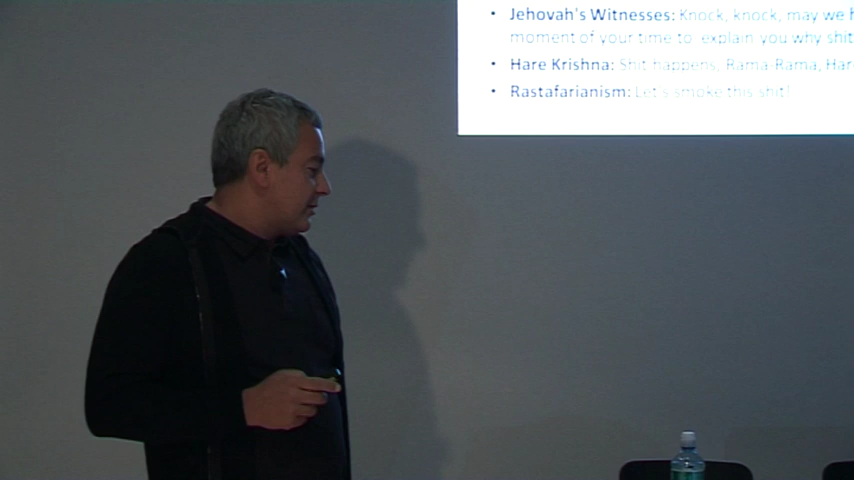 • Jehovah's Witnesses: Knock, knock, may we h
moment of your time to explain you why shit
• Hare Krishna: Shit happens, Rama Rama, Har
• Rastafarianism: Let's smoke this shit!